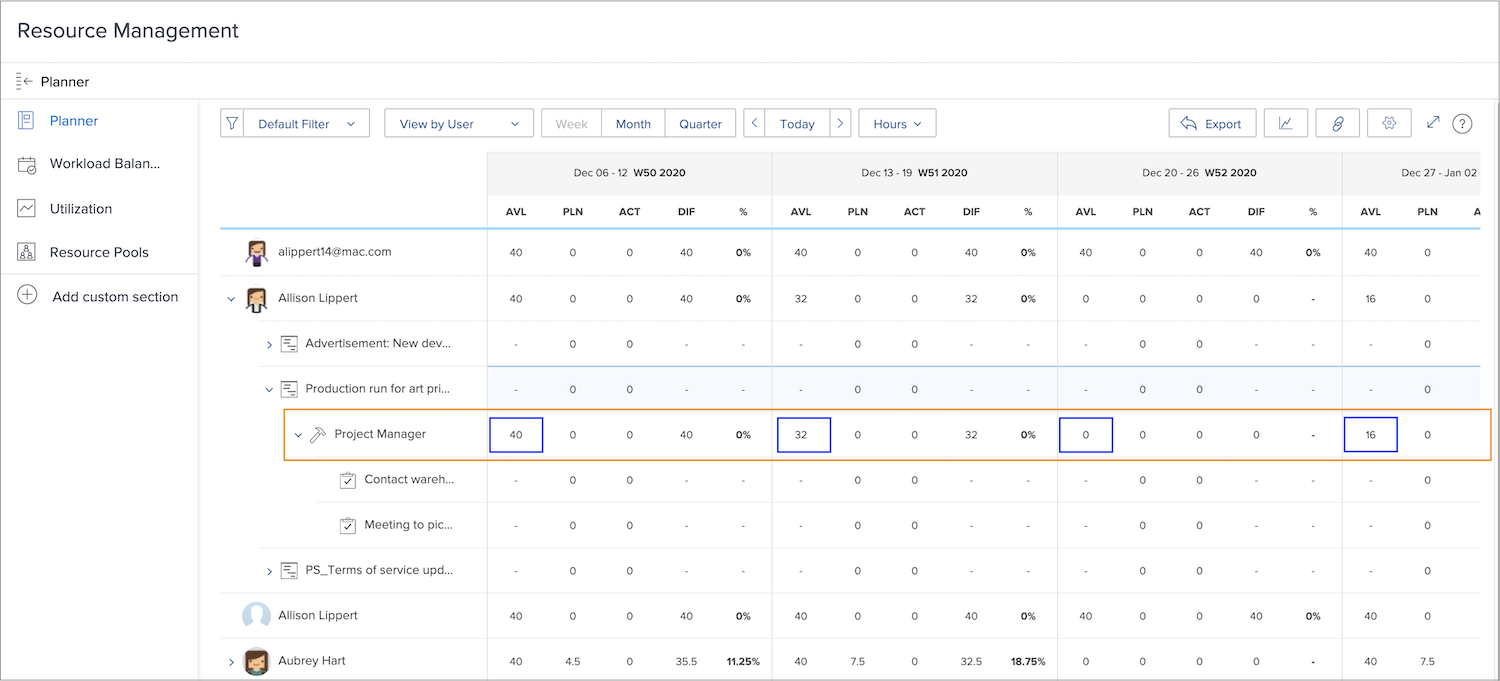 Resource Management
Planner
Planner
Workload Balan...
Utilization
Resource Pools
Add custom section
Default Filter View by User Week Month Quarter Today Hours Export ?
Dec 06 - 12 W50 2020 Dec 13 - 19 W51 2020 Dec 20 - 26 W52 2020 Dec 27 - Jan 02
AVL PLN ACT DIF % AVL PLN ACT DIF % AVL PLN ACT DIF % AVL PLN A
alippert14@mac.com 40 0 0 40 0% 40 0 0 40 0% 40 0 0 40 0% 40 0
Allison Lippert 40 0 0 40 0% 32 0 0 32 0% 0 0 0 0 - 16 0
Advertisement: New dev... - 0 0 - - - 0 0 - - - 0 0 - - - 0
Production run for art pri... - 0 0 - - - 0 0 - - - 0 0 - - - 0
Project Manager 40 0 0 40 0% 32 0 0 32 0% 0 0 0 0 - 16 0
Contact wareh... - 0 0 - - - 0 0 - - - 0 0 - - - 0
Meeting to pic... - 0 0 - - - 0 0 - - - 0 0 - - - 0
PS_Terms of service upd... - 0 0 - - - 0 0 - - - 0 0 - - - 0
Allison Lippert 40 0 0 40 0% 40 0 0 40 0% 40 0 0 40 0% 40 0
Aubrey Hart 40 4.5 0 35.5 11.25% 40 7.5 0 32.5 18.75% 0 0 0 0 - 40 7.5